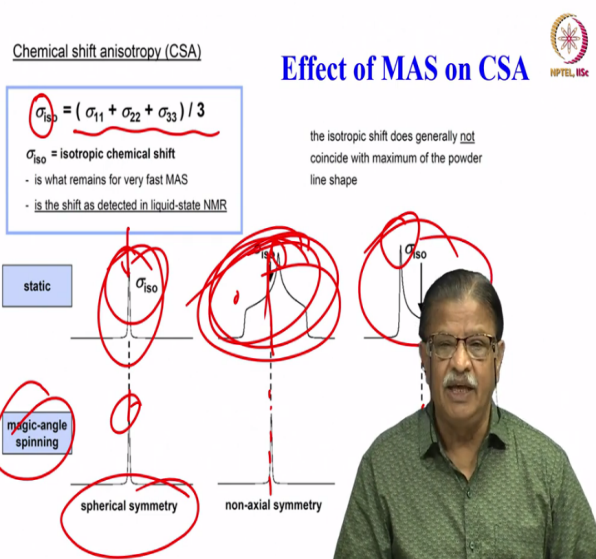 Chemical shift anisotropy (CSA)
Effect of MAS on CSA
NPTEL, IISc
σiso = ( σ11 + σ22 + σ33 ) / 3
σiso = isotropic chemical shift
- is what remains for very fast MAS
- is the shift as detected in liquid-state NMR
the isotropic shift does generally not
coincide with maximum of the powder
line shape
static
σiso
iso
σiso
magic-angle
spinning
spherical symmetry
non-axial symmetry